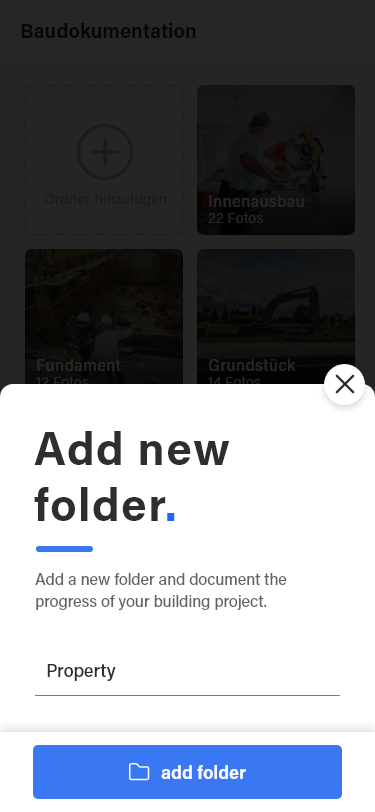 Baudokumentation
Ordner hinzufügen
Innenausbau
22 Fotos
Fundament
12 Fotos
Grundstück
14 Fotos
Add new
folder.
Add a new folder and document the
progress of your building project.
Property
add folder